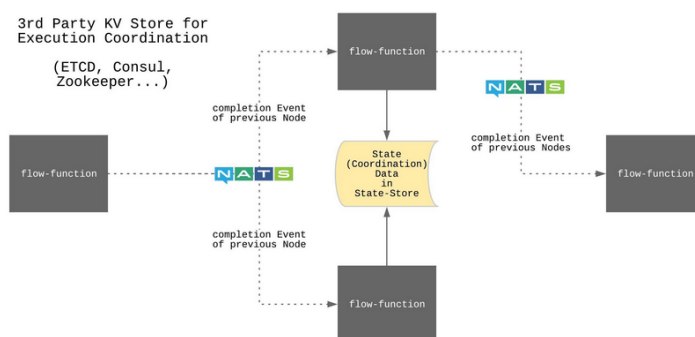 3rd Party KV Store for
Execution Coordination
(ETCD, Consul,
Zookeeper...)
flow-function
NATS
completion Event
of previous Node
completion Event
of previous Node
flow-function
State
(Coordination)
Data
in
State-Store
flow-function
NATS
completion Event
of previous Nodes
flow-function